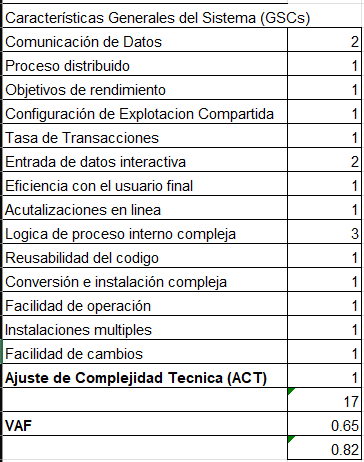 Características Generales del Sistema (GSCs)
Comunicación de Datos 2
Proceso distribuido 1
Objetivos de rendimiento 1
Configuración de Explotacion Compartida 1
Tasa de Transacciones 1
Entrada de datos interactiva 2
Eficiencia con el usuario final 1
Acutalizaciones en linea 1
Logica de proceso interno compleja 3
Reusabilidad del codigo 1
Conversión e instalación compleja 1
Facilidad de operación 1
Instalaciones multiples 1
Facilidad de cambios 1
Ajuste de Complejidad Tecnica (ACT) 1
17
VAF 0.65
0.82